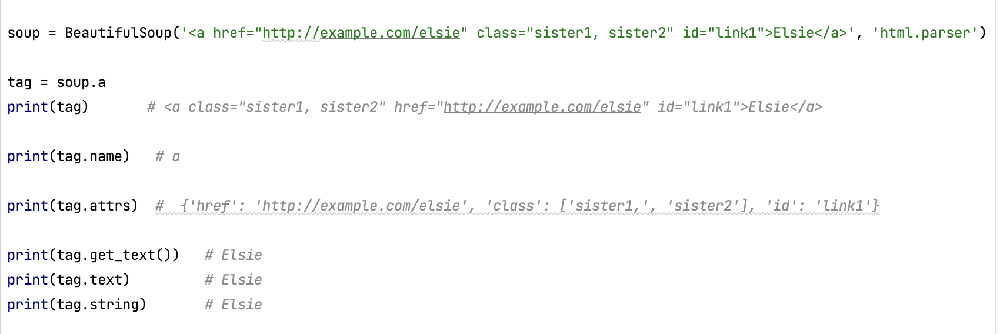 soup = BeautifulSoup('<a href="http://example.com/elsie" class="sister1, sister2" id="link1">Elsie</a>', 'html.parser')
tag = soup.a
print(tag)       # <a class="sister1, sister2" href="http://example.com/elsie" id="link1">Elsie</a>
print(tag.name)   # a
print(tag.attrs)  #  {'href': 'http://example.com/elsie', 'class': ['sister1,', 'sister2'], 'id': 'link1'}
print(tag.get_text())   # Elsie
print(tag.text)         # Elsie
print(tag.string)       # Elsie